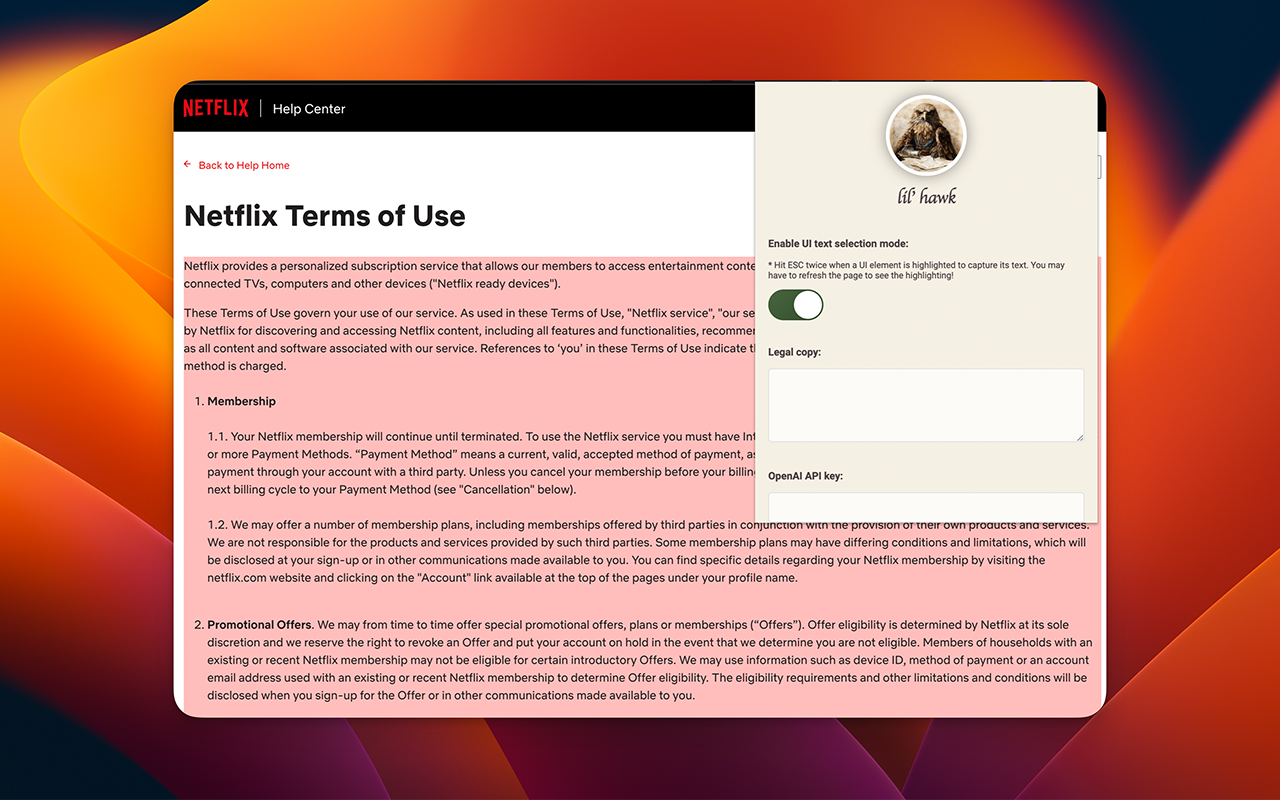 NETFLIX | Help Center
← Back to Help Home
Netflix Terms of Use
Netflix provides a personalized subscription service that allows our members to access entertainment conte
connected TVs, computers and other devices ("Netflix ready devices").
These Terms of Use govern your use of our service. As used in these Terms of Use, "Netflix service", "our se
by Netflix for discovering and accessing Netflix content, including all features and functionalities, recommen
as all content and software associated with our service. References to ‘you’ in these Terms of Use indicate th
method is charged.
1. Membership
1.1. Your Netflix membership will continue until terminated. To use the Netflix service you must have Int
or more Payment Methods. “Payment Method” means a current, valid, accepted method of payment, as
payment through your account with a third party. Unless you cancel your membership before your billing
next billing cycle to your Payment Method (see "Cancellation" below).
1.2. We may offer a number of membership plans, including memberships offered by third parties in conjunction with the provision of their own products and services.
We are not responsible for the products and services provided by such third parties. Some membership plans may have differing conditions and limitations, which will
be disclosed at your sign-up or in other communications made available to you. You can find specific details regarding your Netflix membership by visiting the
netflix.com website and clicking on the "Account" link available at the top of the pages under your profile name.
2. Promotional Offers. We may from time to time offer special promotional offers, plans or memberships (“Offers”). Offer eligibility is determined by Netflix at its sole
discretion and we reserve the right to revoke an Offer and put your account on hold in the event that we determine you are not eligible. Members of households with an
existing or recent Netflix membership may not be eligible for certain introductory Offers. We may use information such as device ID, method of payment or an account
email address used with an existing or recent Netflix membership to determine Offer eligibility. The eligibility requirements and other limitations and conditions will be
disclosed when you sign-up for the Offer or in other communications made available to you.
lil' hawk
Enable UI text selection mode:
* Hit ESC twice when a UI element is highlighted to capture its text. You may
have to refresh the page to see the highlighting!
Legal copy:
OpenAI API key: